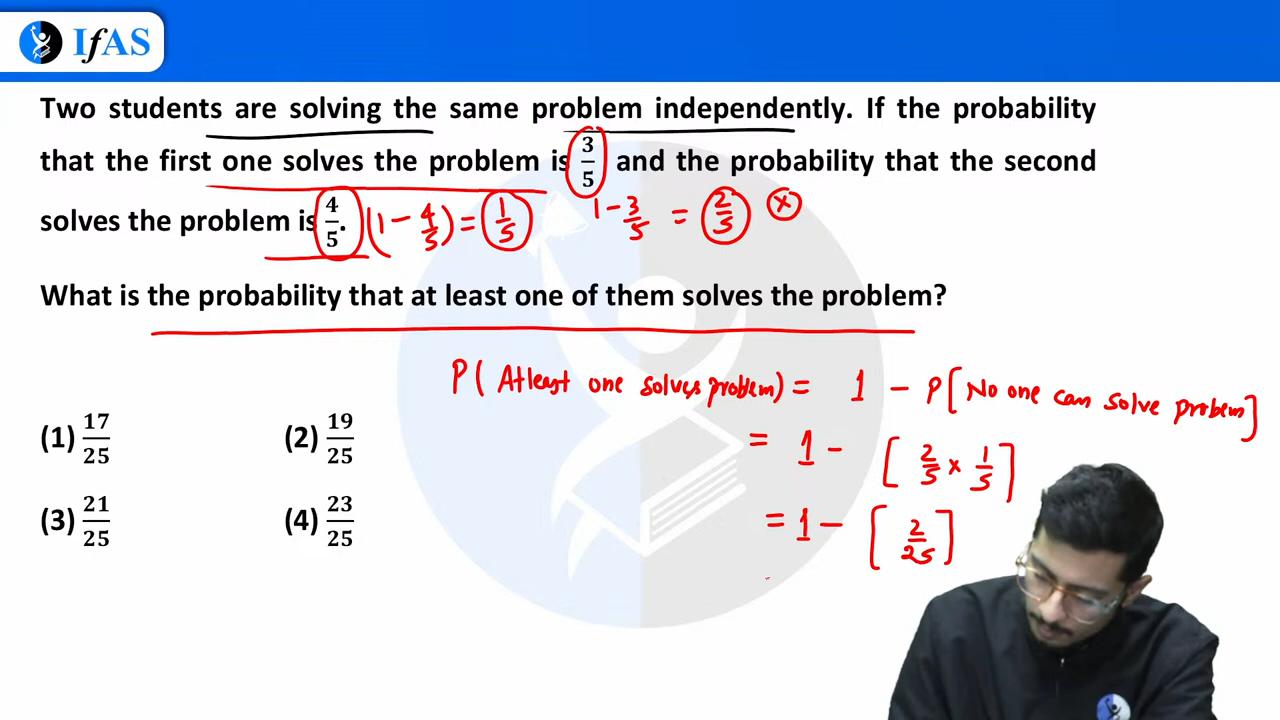 IfAS
Two students are solving the same problem independently. If the probability
that the first one solves the problem is 3/5 and the probability that the second
solves the problem is 4/5. (1 - 4/5) = 1/5 1 - 3/5 = 2/5 x
What is the probability that at least one of them solves the problem?
P( Atleast one solves problem) = 1 - P[No one can solve problem]
= 1 - [2/5 x 1/5]
= 1 - [2/25]
(1) 17/25 (2) 19/25
(3) 21/25 (4) 23/25